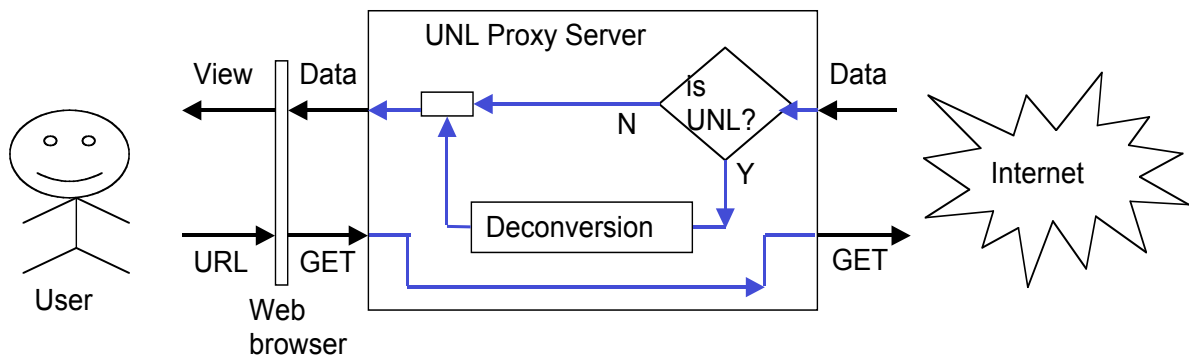 UNL Proxy Server
View
Data
is
UNL?
Data
N
Y
Internet
Deconversion
URL
GET
GET
User
Web
browser